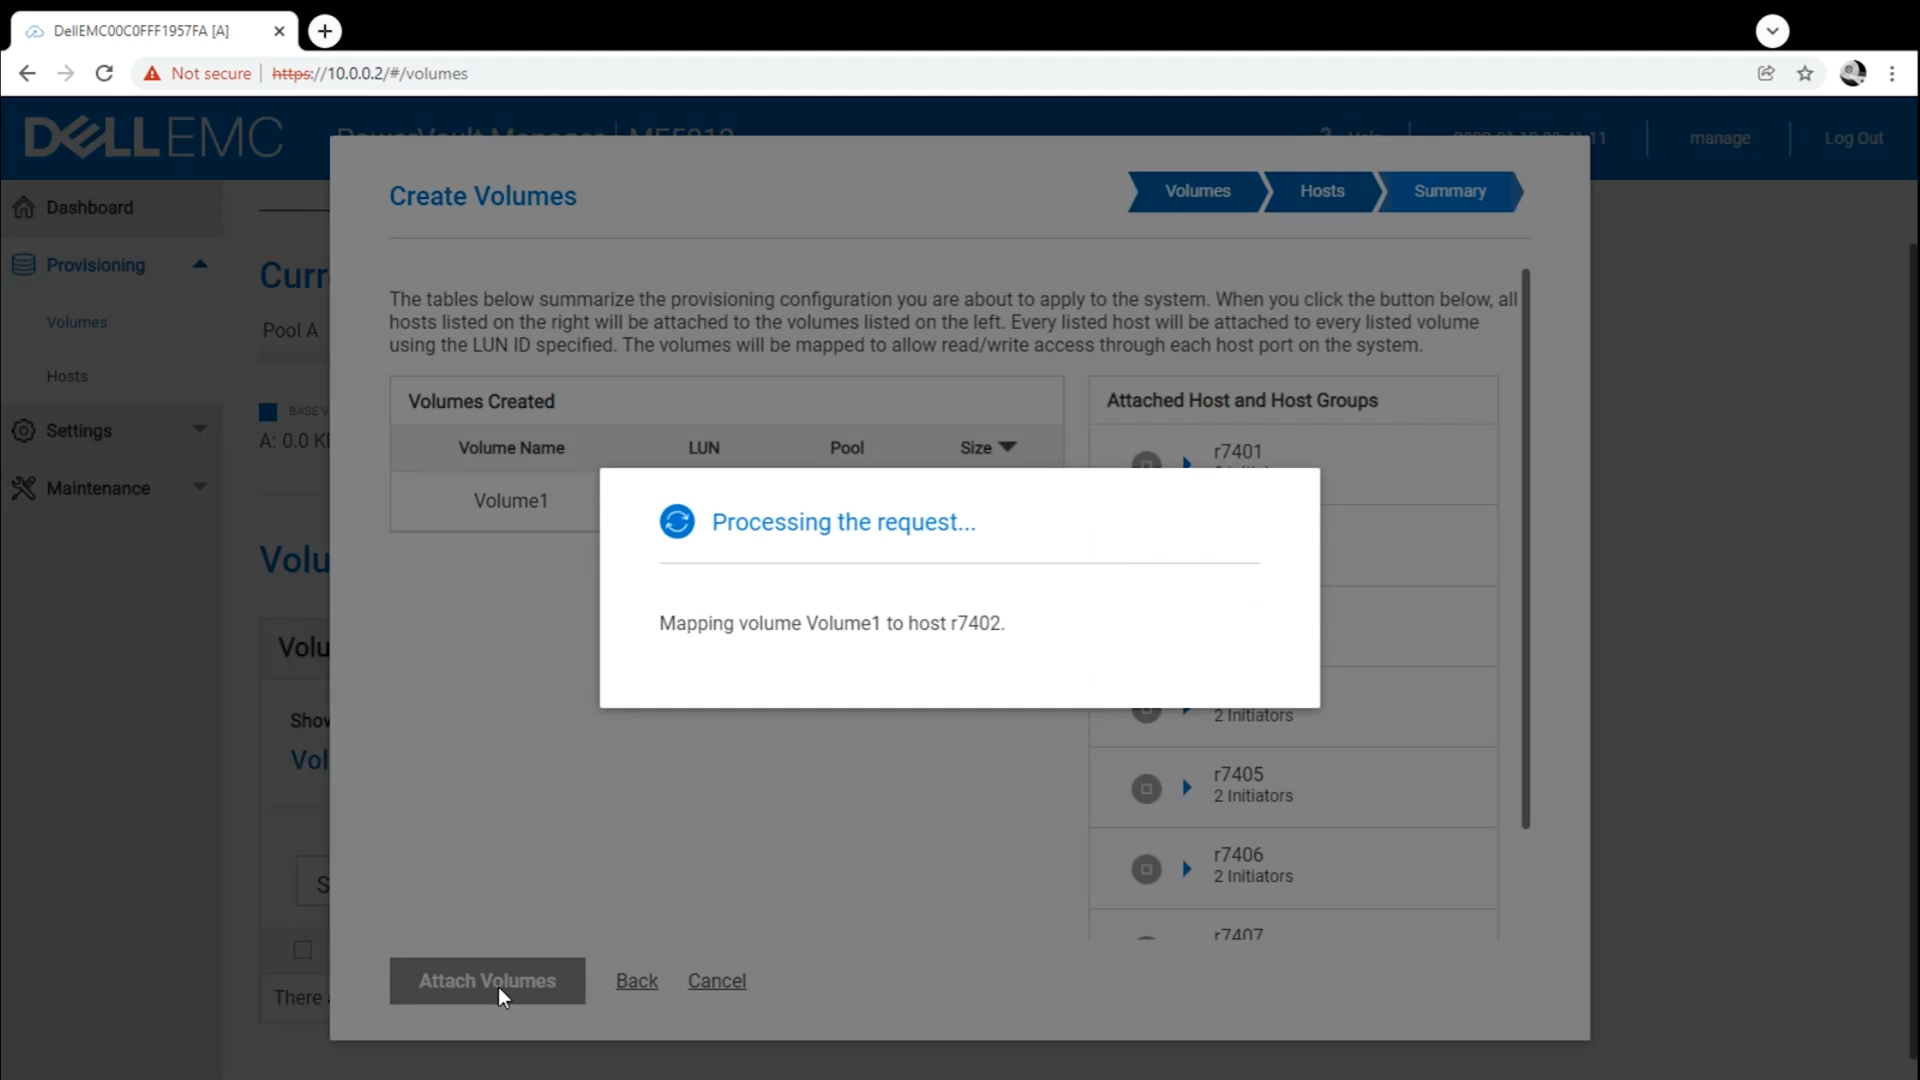 DellEMC00C0FFF1957FA [A]
Not secure https://10.0.0.2/#/volumes
DELLEMC
manage
Log Out
Dashboard
Provisioning
Volumes
Hosts
Settings
Maintenance
Curr
Pool A
BASE V
A: 0.0 K
Volu
Volu
Show
Vol
S
There
Create Volumes
Volumes
Hosts
Summary
The tables below summarize the provisioning configuration you are about to apply to the system. When you click the button below, all
hosts listed on the right will be attached to the volumes listed on the left. Every listed host will be attached to every listed volume
using the LUN ID specified. The volumes will be mapped to allow read/write access through each host port on the system.
Volumes Created
Volume Name LUN Pool Size
Volume1
Attached Host and Host Groups
r7401
Processing the request...
Mapping volume Volume1 to host r7402.
2 Initiators
r7405
2 Initiators
r7406
2 Initiators
r7407
Attach Volumes
Back
Cancel